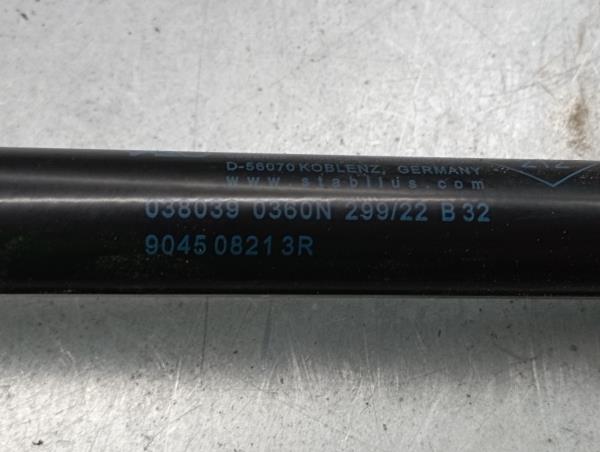 D-56070 KOBLENZ, GERMANY
www.stabilus.com
038039 0360N 299/22 B 32
9045 0821 3R